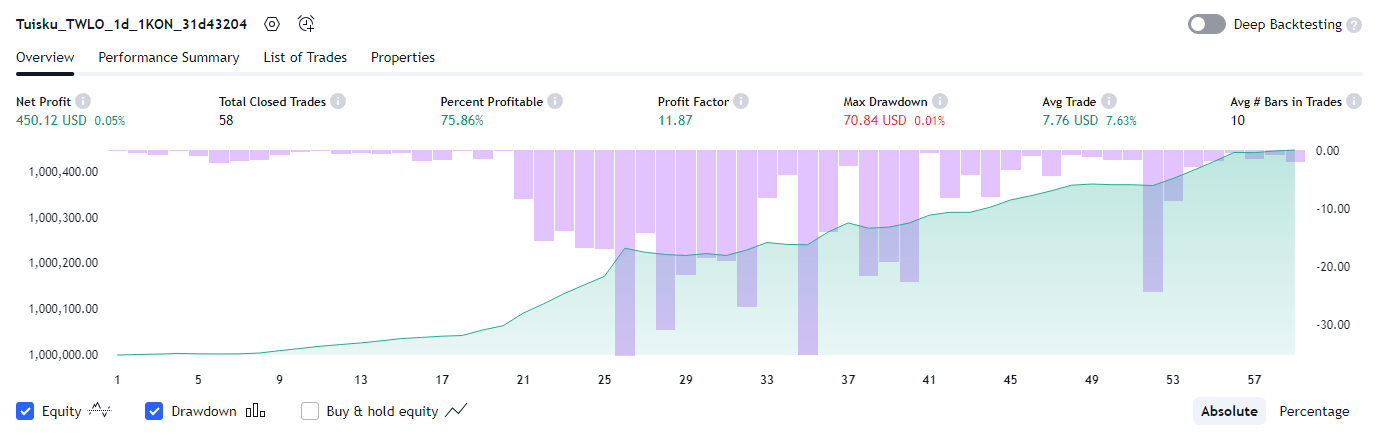 Tuisku_TWLO_1d_1KON_31d43204
Deep Backtesting ?
Overview Performance Summary List of Trades Properties
Net Profit i Total Closed Trades i Percent Profitable i Profit Factor i Max Drawdown i Avg Trade i Avg # Bars in Trades i
450.12 USD 0.05% 58 75.86% 11.87 70.84 USD 0.01% 7.76 USD 7.63% 10
1,000,400.00
1,000,300.00
1,000,200.00
1,000,100.00
1,000,000.00
0.00
-10.00
-20.00
-30.00
1 5 9 13 17 21 25 29 33 37 41 45 49 53 57
Equity Drawdown Buy & hold equity Absolute Percentage